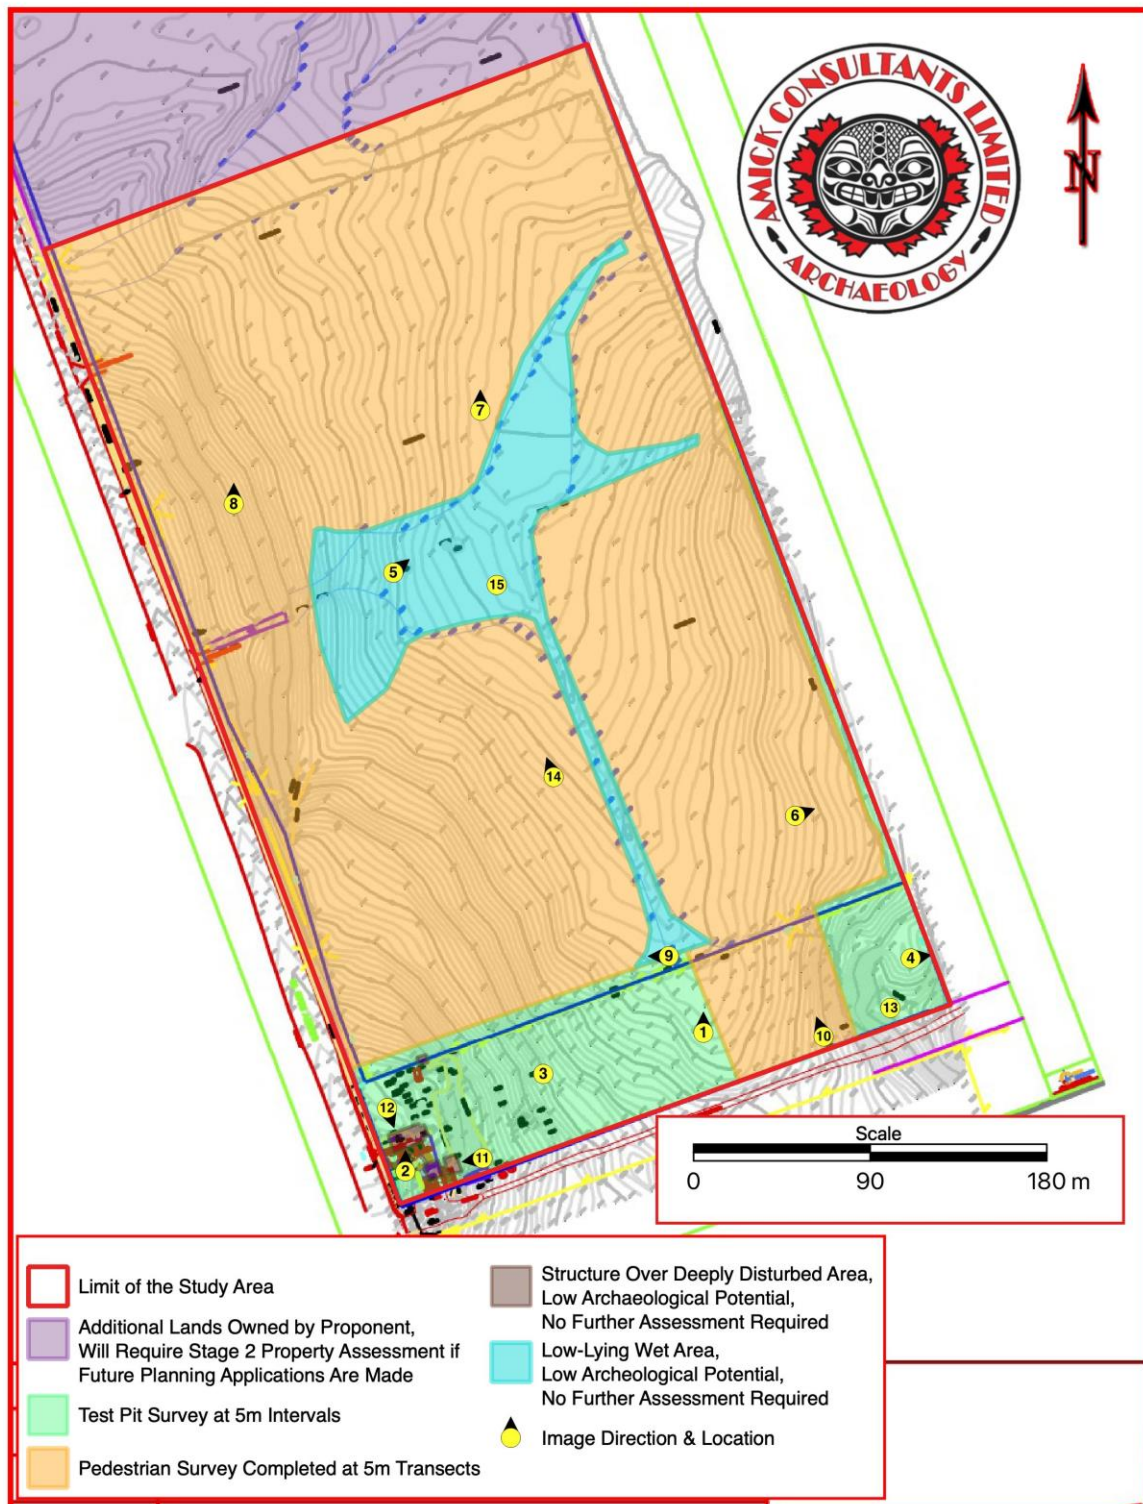 AMICK CONSULTANTS LIMITED
ARCHAEOLOGY
N
7
8
5
15
14
6
9
4
13
1
10
3
12
11
2
Scale
0 90 180 m
Limit of the Study Area
Additional Lands Owned by Proponent,
Will Require Stage 2 Property Assessment if
Future Planning Applications Are Made
Test Pit Survey at 5m Intervals
Pedestrian Survey Completed at 5m Transects
Structure Over Deeply Disturbed Area,
Low Archaeological Potential,
No Further Assessment Required
Low-Lying Wet Area,
Low Archeological Potential,
No Further Assessment Required
Image Direction & Location